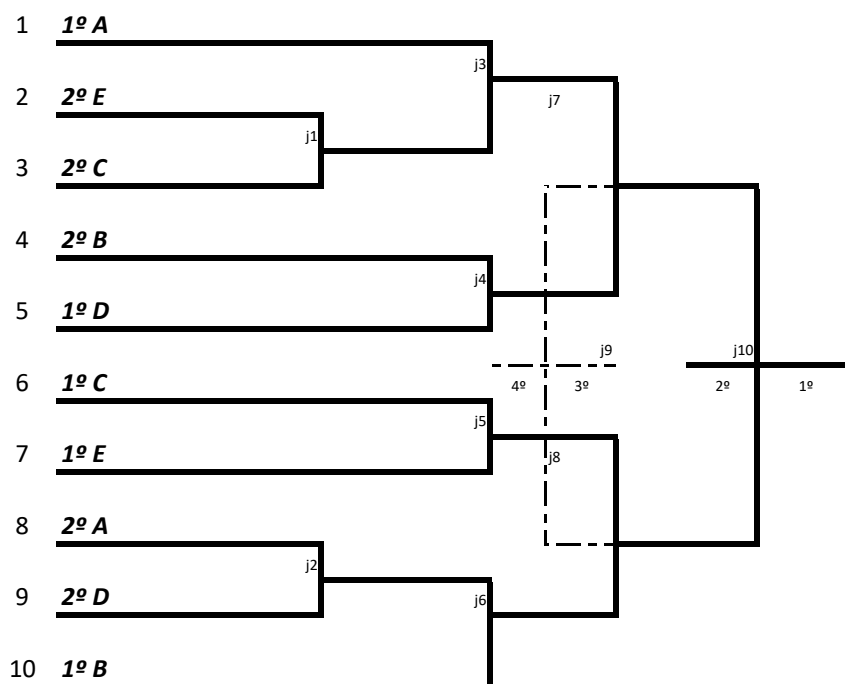 1 1º A
j3
2 2º E j7
j1
3 2º C
4 2º B
j4
5 1º D
j9 j10
6 1º C 4º 3º 2º 1º
j5
7 1º E j8
8 2º A
j2
9 2º D j6
10 1º B